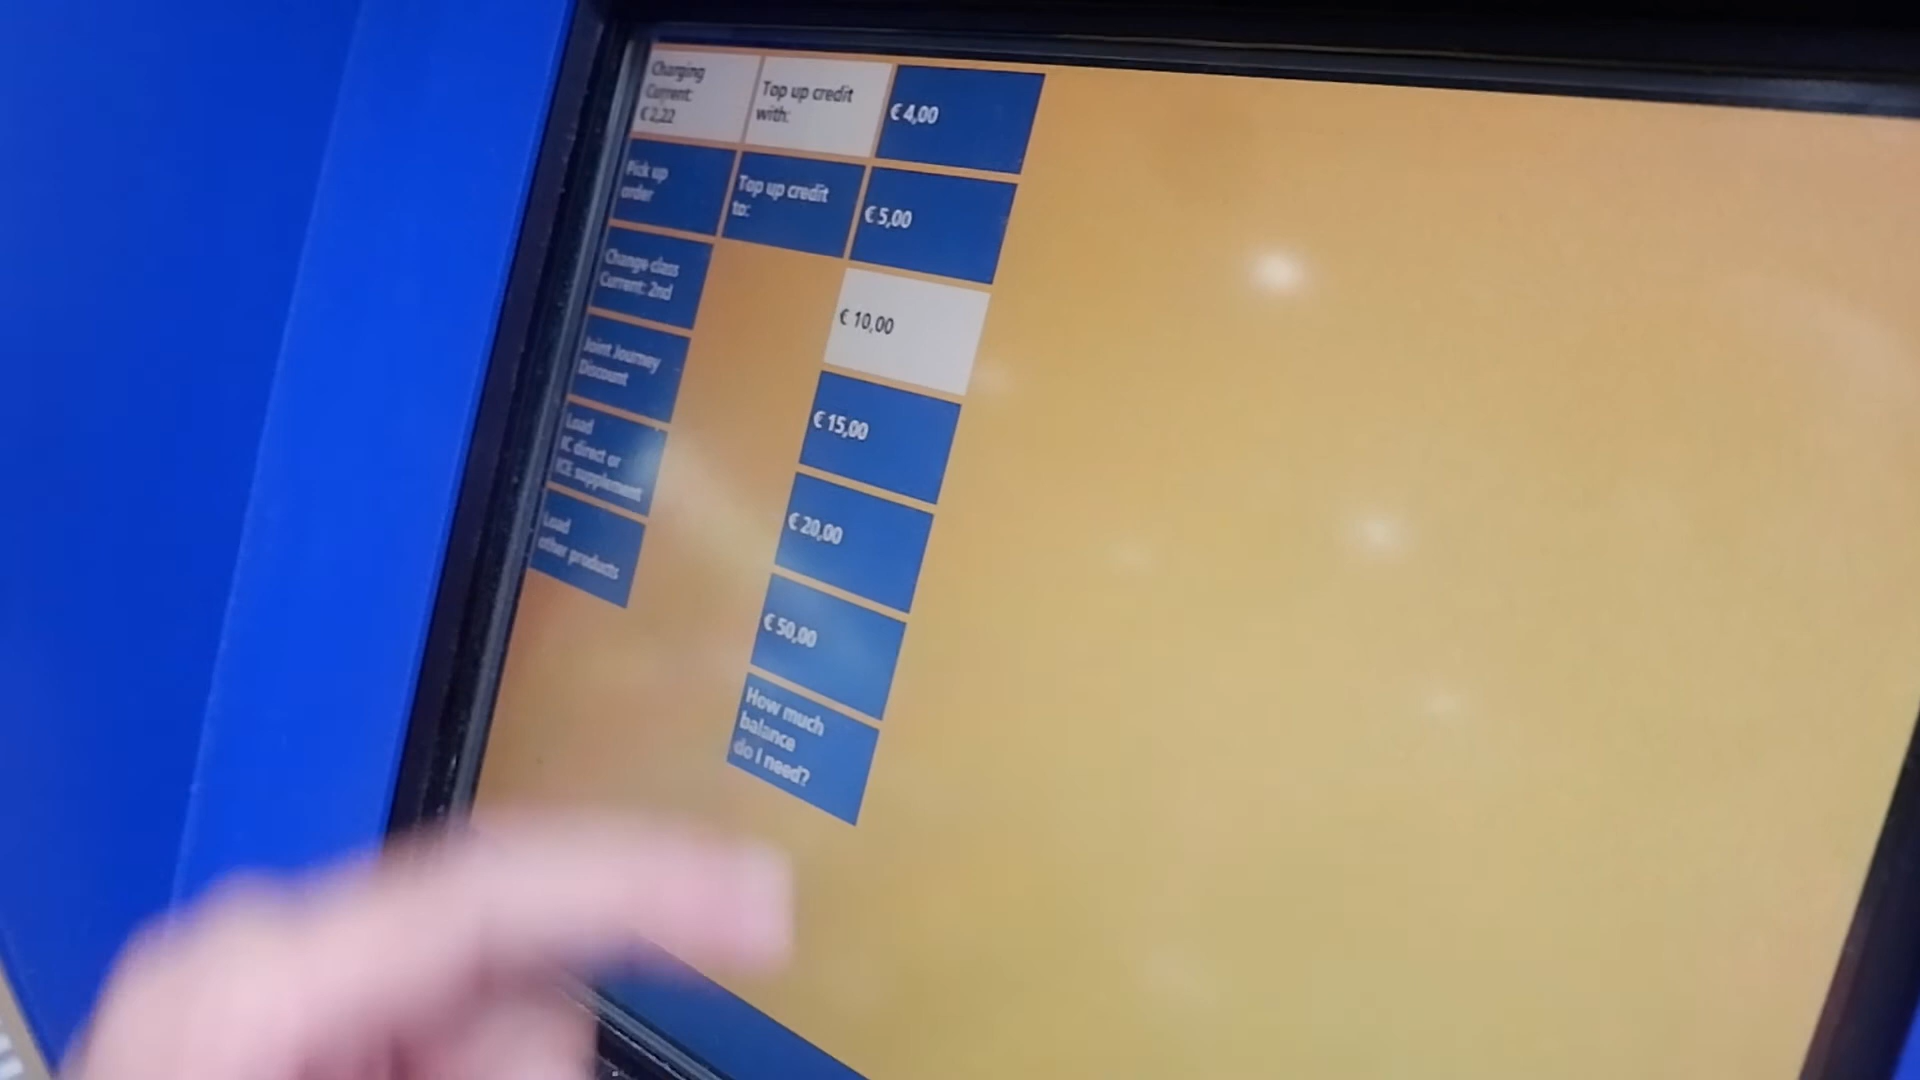 Charging
Current:
€ 2,22
Pick up
order
Change class
Current: 2nd
Joint Journey
Discount
Load
IC direct or
ICE supplement
Load
other products
Top up credit
with:
Top up credit
to:
€ 4,00
€ 5,00
€ 10,00
€ 15,00
€ 20,00
€ 50,00
How much
balance
do I need?